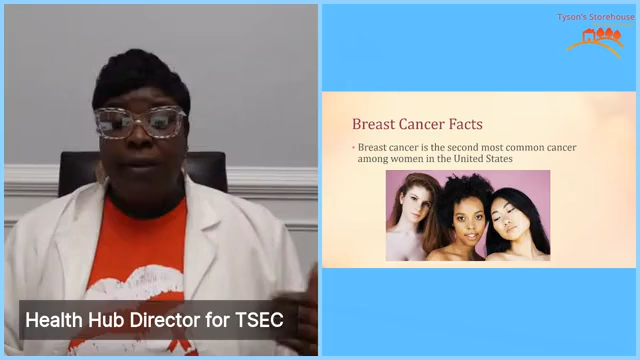 Tyson's Storehouse
Breast Cancer Facts
Breast cancer is the second most common cancer
among women in the United States
Health Hub Director for TSEC